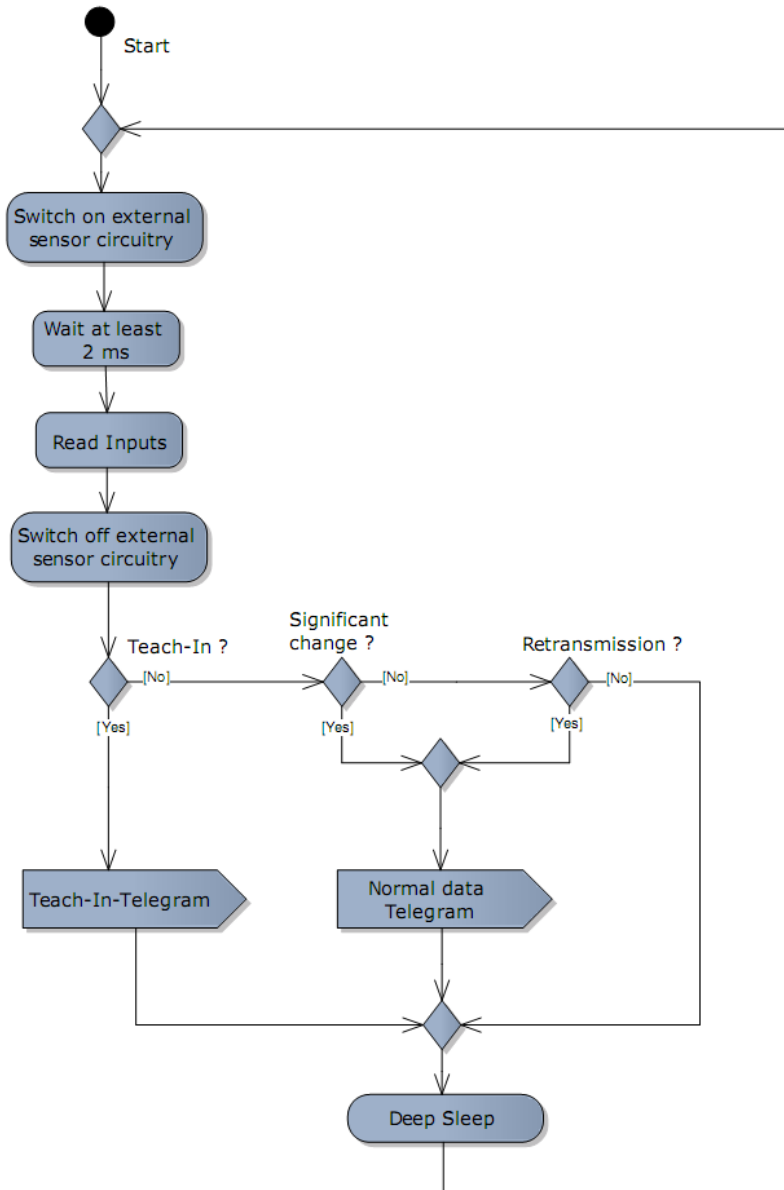 Start
Switch on external
sensor circuitry
Wait at least
2 ms
Read Inputs
Switch off external
sensor circuitry
Teach-In ?
Significant
change ?
Retransmission ?
[No]
[No]
[No]
[Yes]
[Yes]
[Yes]
Teach-In-Telegram
Normal data
Telegram
Deep Sleep